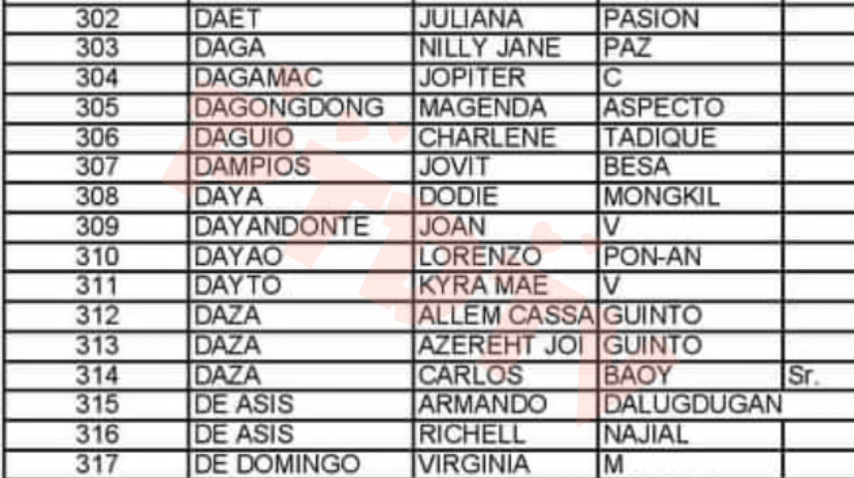 302 DAET JULIANA PASION
303 DAGA NILLY JANE PAZ
304 DAGAMAC JOPITER C
305 DAGONGDONG MAGENDA ASPECTO
306 DAGUIO CHARLENE TADIQUE
307 DAMPIOS JOVIT BESA
308 DAYA DODIE MONGKIL
309 DAYANDONTE JOAN V
310 DAYAO LORENZO PON-AN
311 DAYTO KYRA MAE V
312 DAZA ALLEM CASSA GUINTO
313 DAZA AZEREHT JOI GUINTO
314 DAZA CARLOS BAOY Sr.
315 DE ASIS ARMANDO DALUGDUGAN
316 DE ASIS RICHELL NAJIAL
317 DE DOMINGO VIRGINIA M